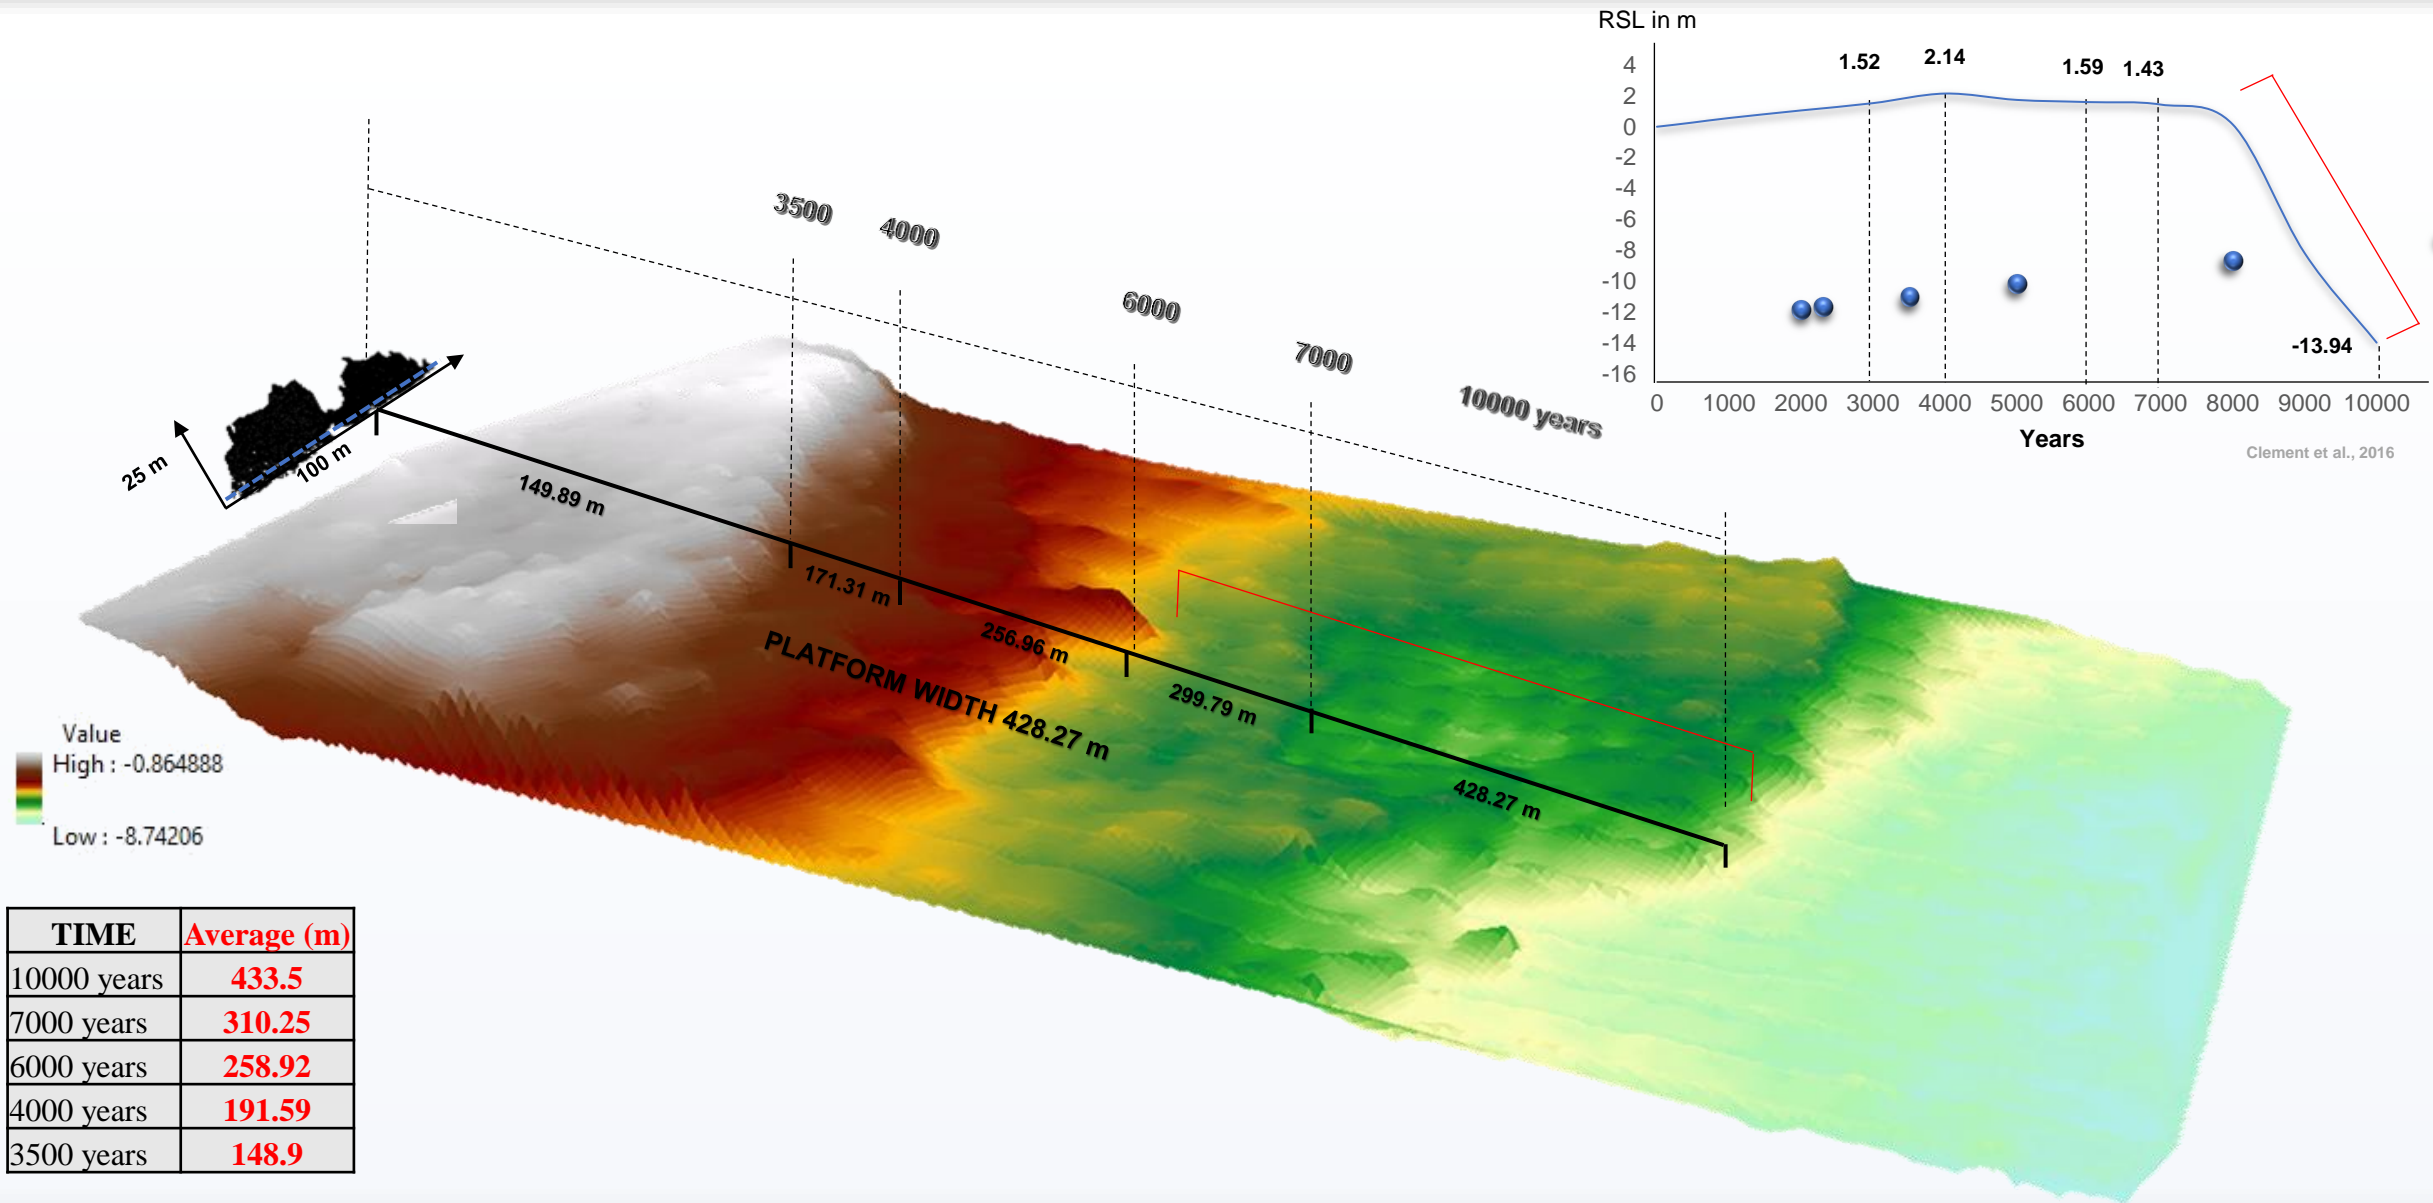 RSL in m
4
2
0
-2
-4
-6
-8
-10
-12
-14
-16
1.52
2.14
1.59
1.43
-13.94
0 1000 2000 3000 4000 5000 6000 7000 8000 9000 10000
Years
Clement et al., 2016
3500
4000
6000
7000
10000 years
25 m
100 m
149.89 m
171.31 m
256.96 m
299.79 m
428.27 m
PLATFORM WIDTH 428.27 m
Value
High : -0.864888
Low : -8.74206
TIME Average (m)
10000 years 433.5
7000 years 310.25
6000 years 258.92
4000 years 191.59
3500 years 148.9